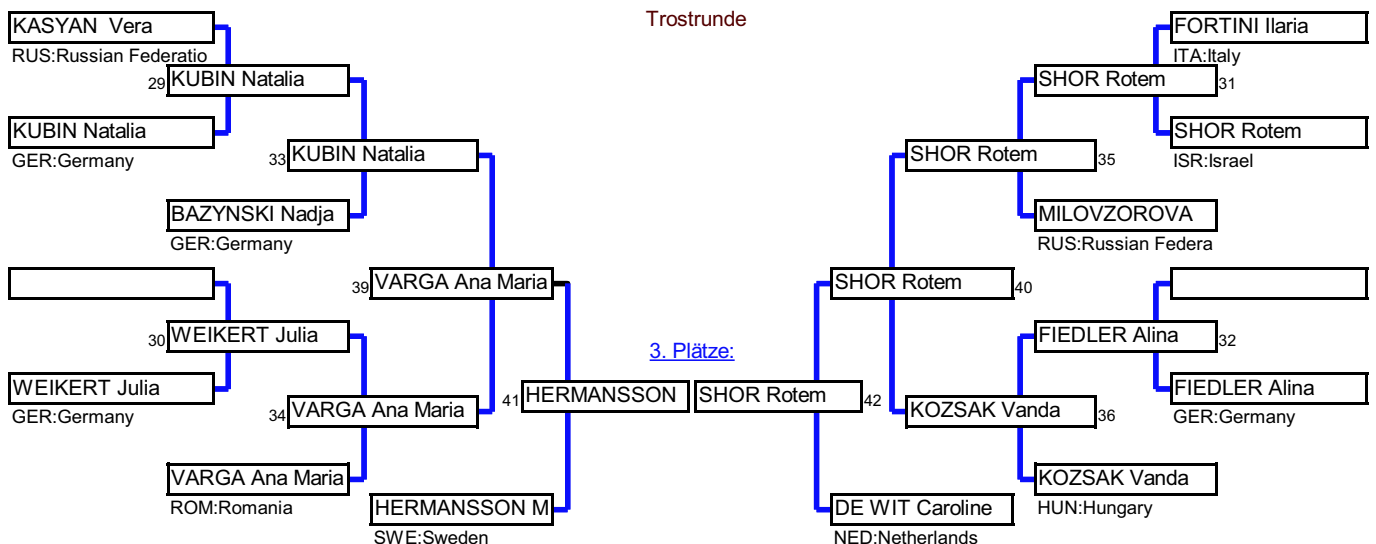 Trostrunde
KASYAN  Vera
RUS:Russian Federatio
29 KUBIN Natalia
KUBIN Natalia
GER:Germany
33 KUBIN Natalia
BAZYNSKI Nadja
GER:Germany
39 VARGA Ana Maria
30 WEIKERT Julia
WEIKERT Julia
GER:Germany
34 VARGA Ana Maria
VARGA Ana Maria
ROM:Romania
41 HERMANSSON
HERMANSSON M
SWE:Sweden
3. Plätze:
FORTINI Ilaria
ITA:Italy
SHOR Rotem 31
SHOR Rotem
ISR:Israel
SHOR Rotem 35
MILOVZOROVA
RUS:Russian Federa
SHOR Rotem 40
FIEDLER Alina 32
FIEDLER Alina
GER:Germany
SHOR Rotem 42
KOZSAK Vanda 36
KOZSAK Vanda
HUN:Hungary
DE WIT Caroline
NED:Netherlands